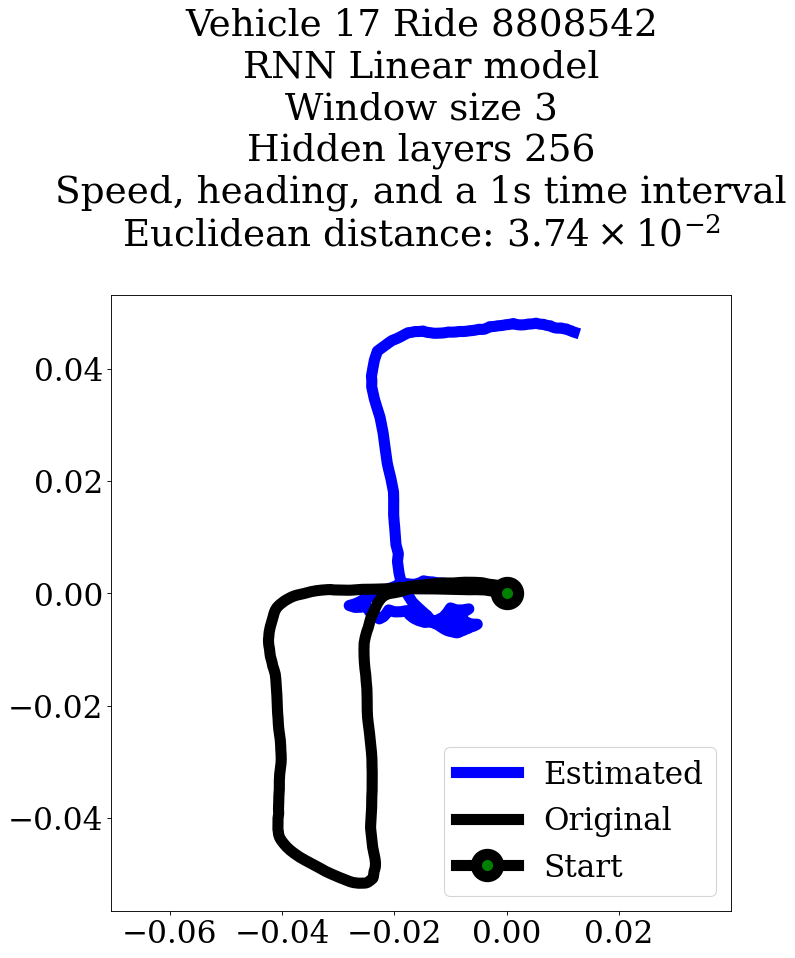 Vehicle 17 Ride 8808542
RNN Linear model
Window size 3
Hidden layers 256
Speed, heading, and a 1s time interval
Euclidean distance: 3.74 × 10⁻²
0.04
0.02
0.00
−0.02
−0.04
Estimated
Original
Start
−0.06 −0.04 −0.02 0.00 0.02